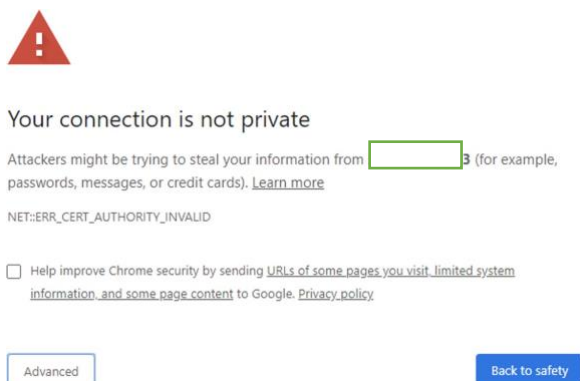 Your connection is not private
Attackers might be trying to steal your information from 3 (for example,
passwords, messages, or credit cards). Learn more
NET::ERR_CERT_AUTHORITY_INVALID
Help improve Chrome security by sending URLs of some pages you visit, limited system
information, and some page content to Google. Privacy policy
Advanced
Back to safety